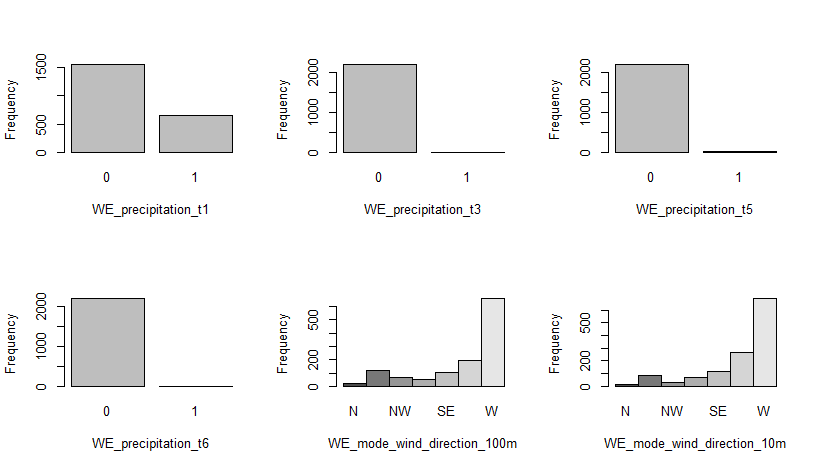 Frequency
1500
500
0
0 1
WE_precipitation_t1
Frequency
2000
1000
0
0 1
WE_precipitation_t3
Frequency
2000
1000
0
0 1
WE_precipitation_t5
Frequency
2000
1000
0
0 1
WE_precipitation_t6
Frequency
500
200
0
N NW SE W
WE_mode_wind_direction_100m
Frequency
500
200
0
N NW SE W
WE_mode_wind_direction_10m